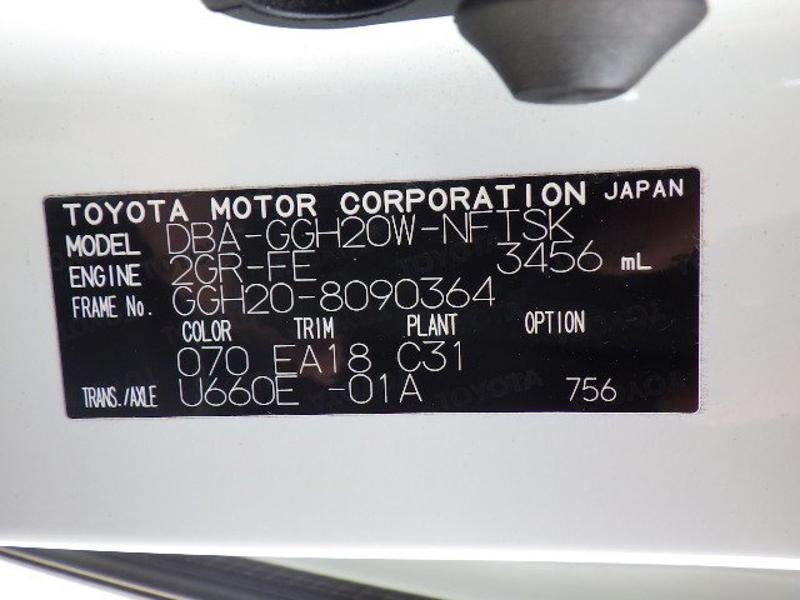 TOYOTA MOTOR CORPORATION JAPAN
MODEL DBA-GGH20W-NFTSK
ENGINE 2GR-FE 3456 mL
FRAME No. GGH20-8090364
COLOR TRIM PLANT OPTION
070 EA18 C31
TRANS./AXLE U660E -01A 756